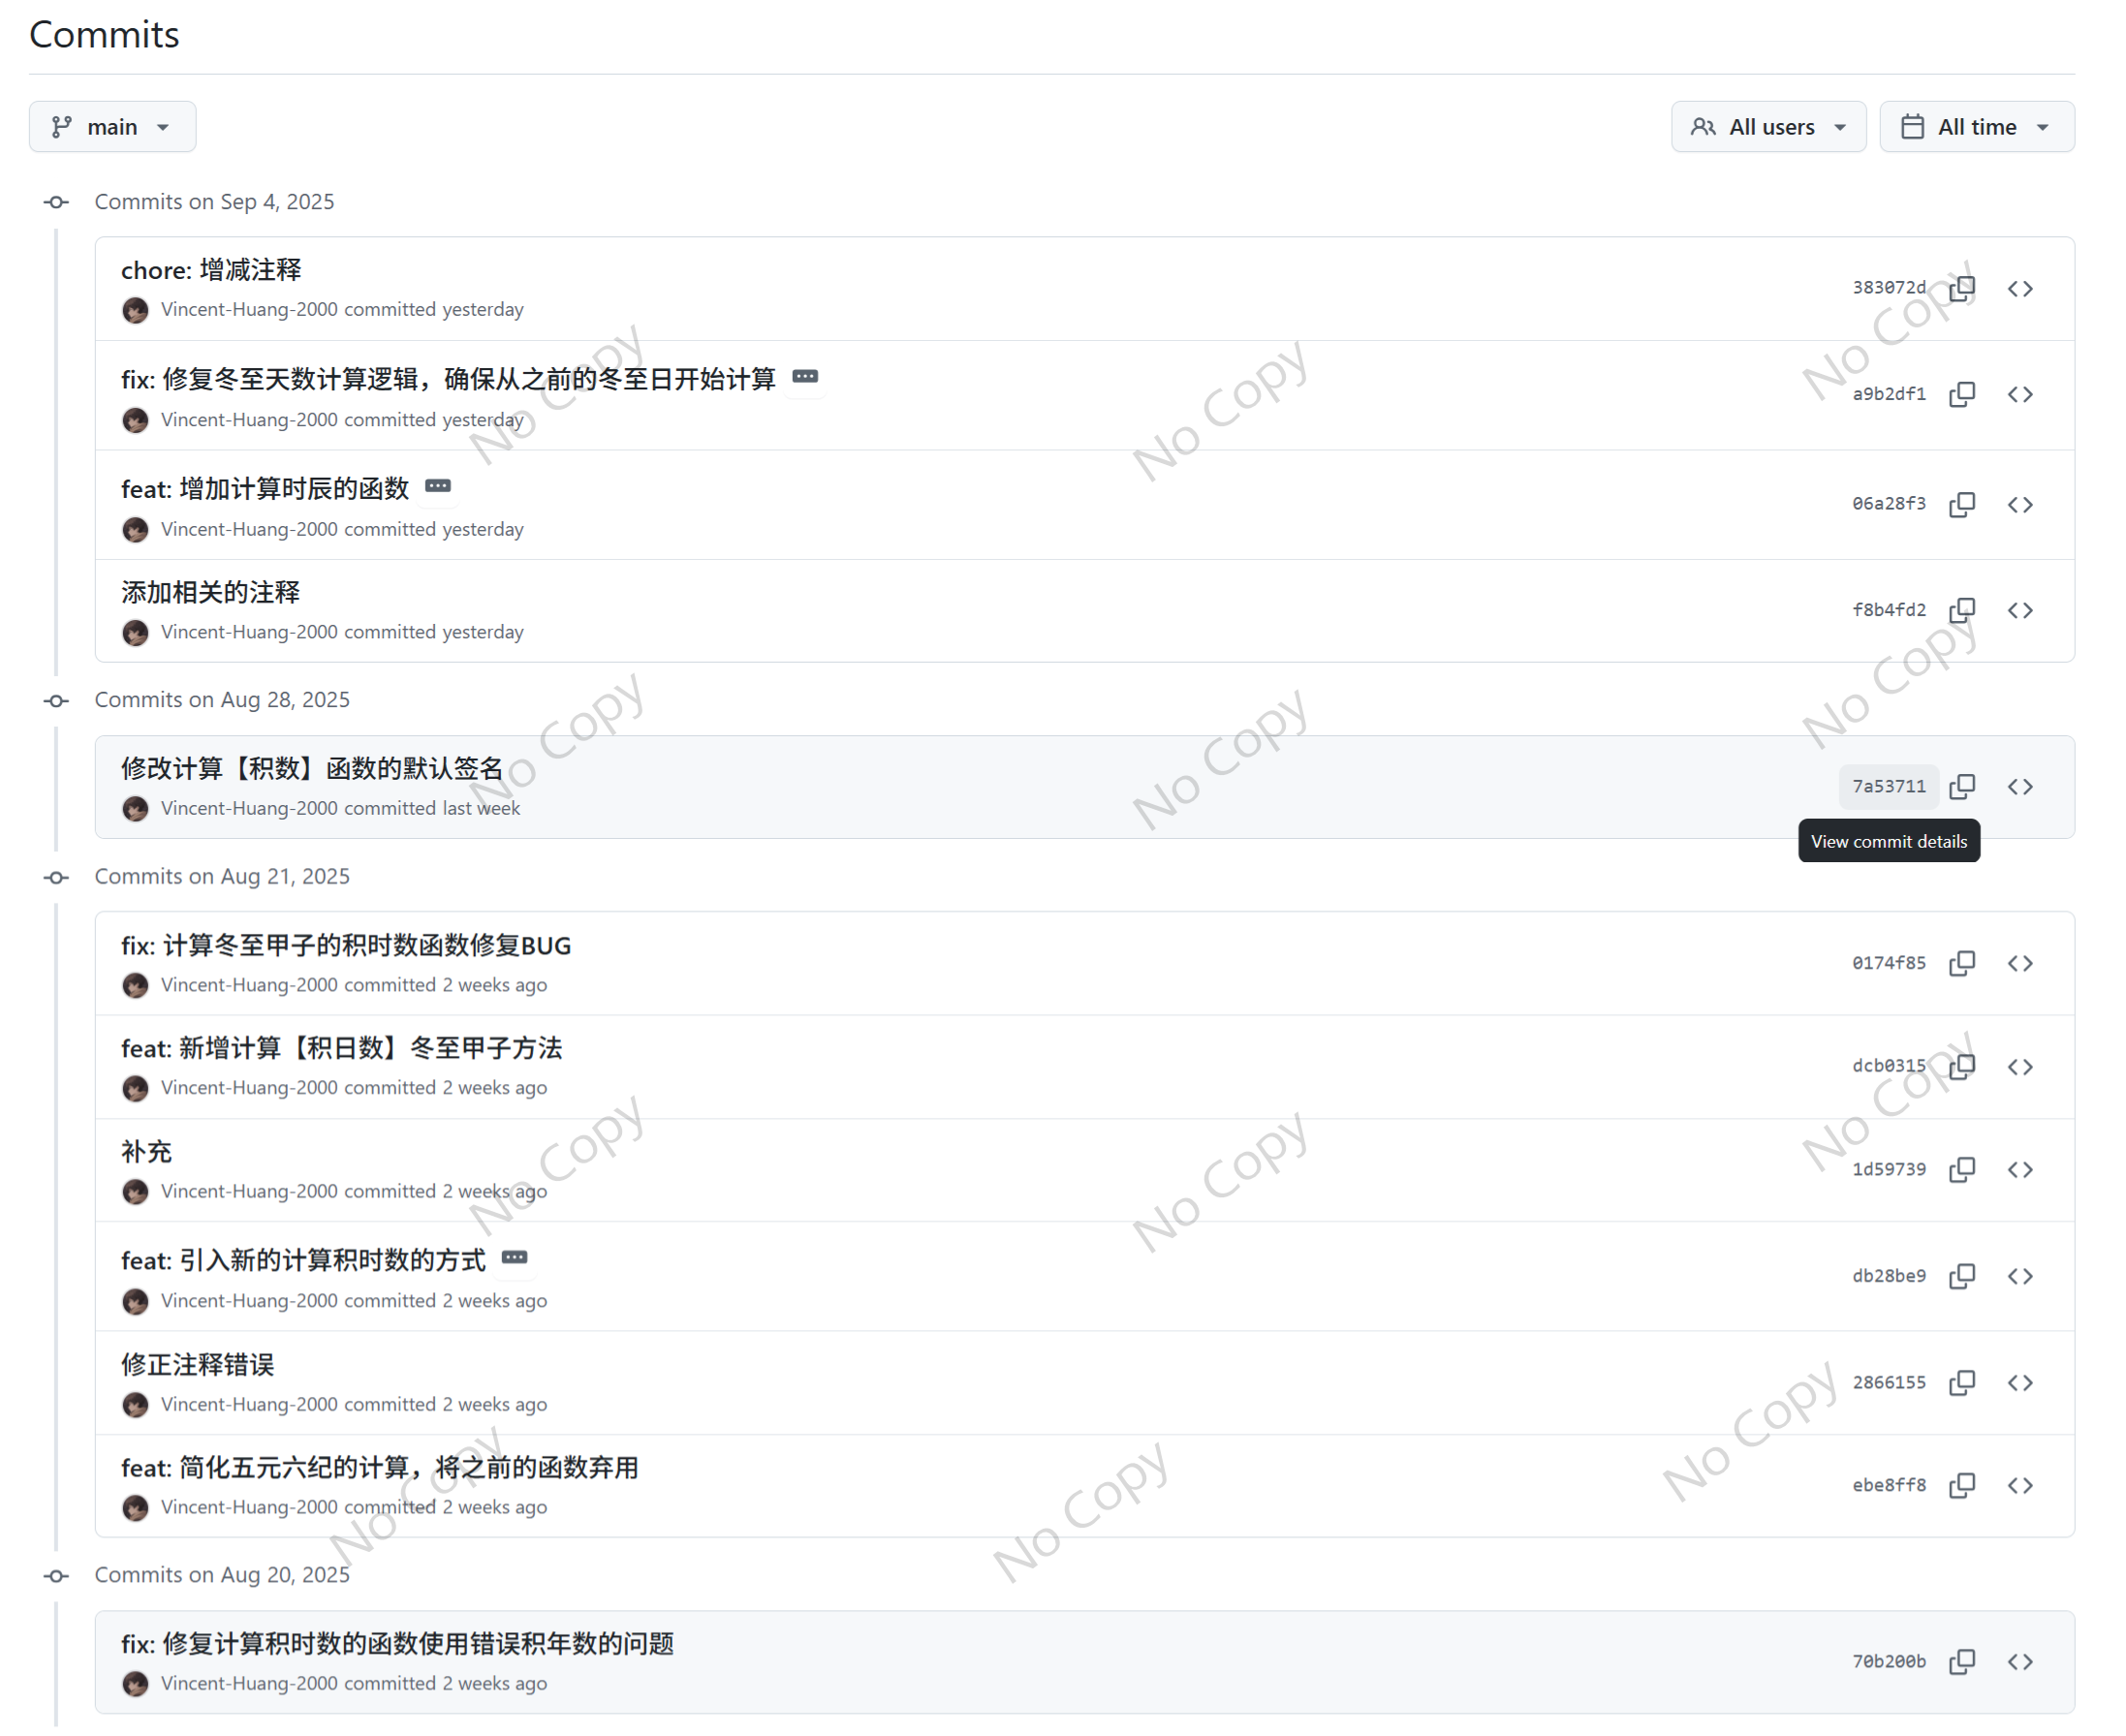 Commits
main
All users
All time
Commits on Sep 4, 2025
chore: 增减注释
383072d
Vincent-Huang-2000 committed yesterday
fix: 修复冬至天数计算逻辑，确保从之前的冬至日开始计算
a9b2df1
Vincent-Huang-2000 committed yesterday
feat: 增加计算时辰的函数
06a28f3
Vincent-Huang-2000 committed yesterday
添加相关的注释
f8b4fd2
Vincent-Huang-2000 committed yesterday
Commits on Aug 28, 2025
修改计算【积数】函数的默认签名
7a53711
Vincent-Huang-2000 committed last week
View commit details
Commits on Aug 21, 2025
fix: 计算冬至甲子的积时数函数修复BUG
0174f85
Vincent-Huang-2000 committed 2 weeks ago
feat: 新增计算【积日数】冬至甲子方法
dcb0315
Vincent-Huang-2000 committed 2 weeks ago
补充
1d59739
Vincent-Huang-2000 committed 2 weeks ago
feat: 引入新的计算积时数的方式
db28be9
Vincent-Huang-2000 committed 2 weeks ago
修正注释错误
2866155
Vincent-Huang-2000 committed 2 weeks ago
feat: 简化五元六纪的计算，将之前的函数弃用
ebe8ff8
Vincent-Huang-2000 committed 2 weeks ago
Commits on Aug 20, 2025
fix: 修复计算积时数的函数使用错误积年数的问题
70b200b
Vincent-Huang-2000 committed 2 weeks ago
No Copy
No Copy
No Copy
No Copy
No Copy
No Copy
No Copy
No Copy
No Copy
No Copy
No Copy
No Copy